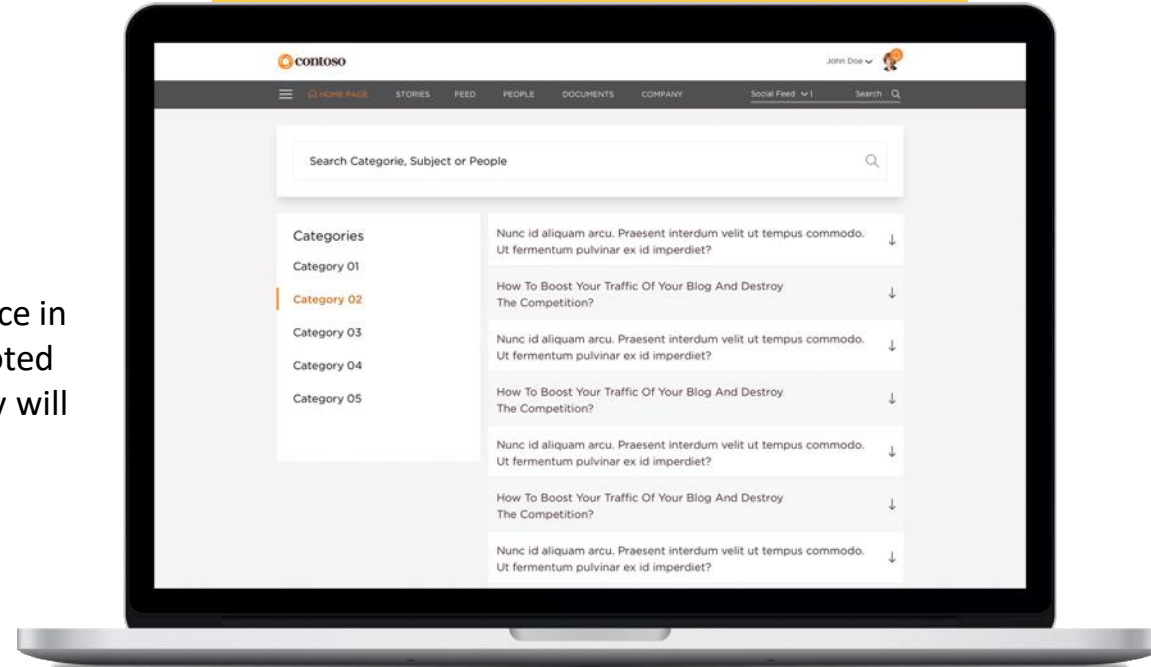 contoso
John Doe
HOME PAGE STORIES FEED PEOPLE DOCUMENTS COMPANY Social Feed Search
Search Categorie, Subject or People
Categories
Category 01
Category 02
Category 03
Category 04
Category 05
Nunc id aliquam arcu. Praesent interdum velit ut tempus commodo.
Ut fermentum pulvinar ex id imperdiet?
How To Boost Your Traffic Of Your Blog And Destroy
The Competition?
Nunc id aliquam arcu. Praesent interdum velit ut tempus commodo.
Ut fermentum pulvinar ex id imperdiet?
How To Boost Your Traffic Of Your Blog And Destroy
The Competition?
Nunc id aliquam arcu. Praesent interdum velit ut tempus commodo.
Ut fermentum pulvinar ex id imperdiet?
How To Boost Your Traffic Of Your Blog And Destroy
The Competition?
Nunc id aliquam arcu. Praesent interdum velit ut tempus commodo.
Ut fermentum pulvinar ex id imperdiet?
in
will